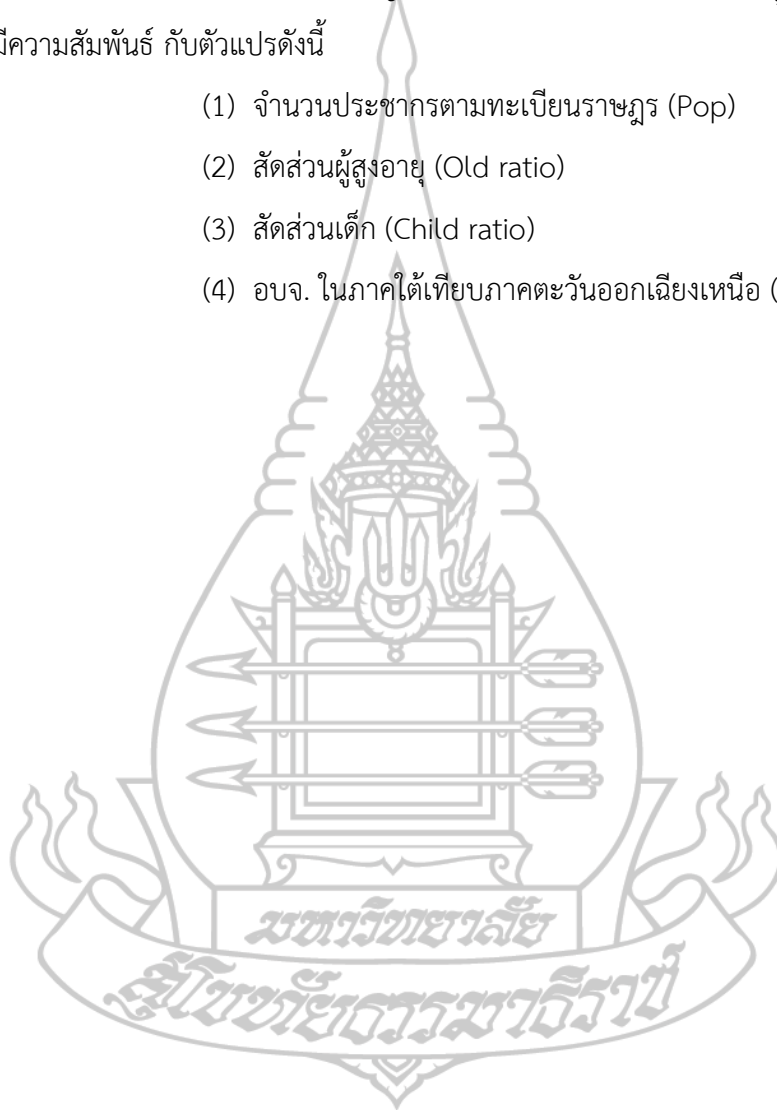 มีความสัมพันธ์ กับตัวแปรดังนี้
(1) จำนวนประชากรตามทะเบียนราษฎร (Pop)
(2) สัดส่วนผู้สูงอายุ (Old ratio)
(3) สัดส่วนเด็ก (Child ratio)
(4) อบจ. ในภาคใต้เทียบภาคตะวันออกเฉียงเหนือ (
มหาวิทยาลัย
สุโขทัยธรรมาธิราช